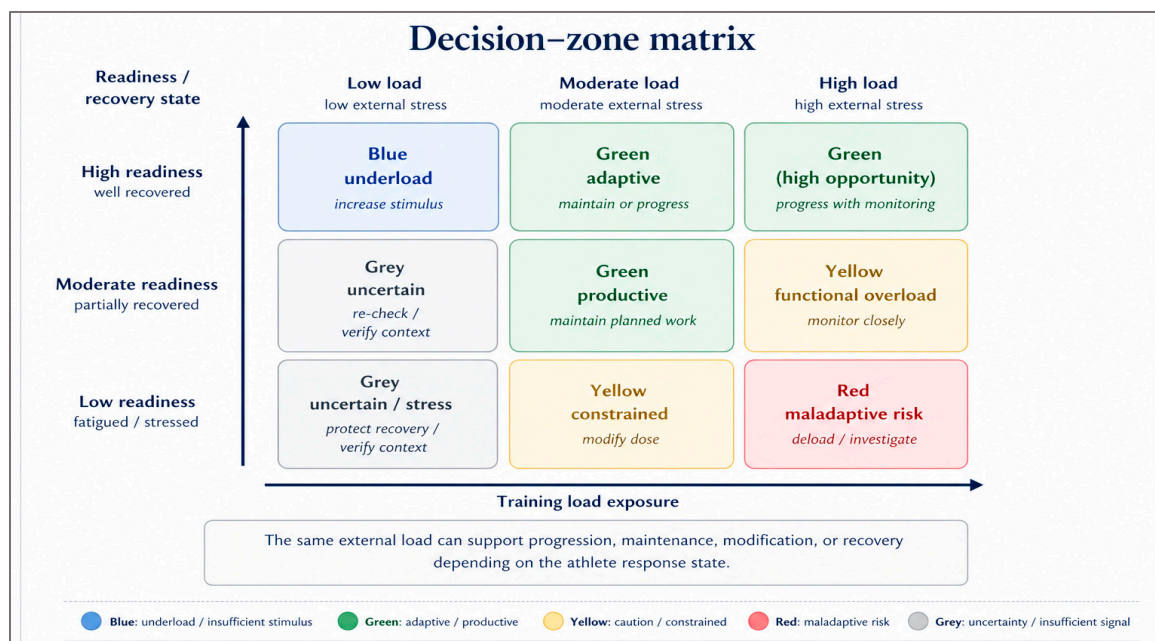 Decision–zone matrix
Readiness /
recovery state
Low load
low external stress
Moderate load
moderate external stress
High load
high external stress
High readiness
well recovered
Blue
underload
increase stimulus
Green
adaptive
maintain or progress
Green
(high opportunity)
progress with monitoring
Moderate readiness
partially recovered
Grey
uncertain
re-check /
verify context
Green
productive
maintain planned work
Yellow
functional overload
monitor closely
Low readiness
fatigued / stressed
Grey
uncertain / stress
protect recovery /
verify context
Yellow
constrained
modify dose
Red
maladaptive risk
deload / investigate
Training load exposure
The same external load can support progression, maintenance, modification, or recovery
depending on the athlete response state.
Blue: underload / insufficient stimulus
Green: adaptive / productive
Yellow: caution / constrained
Red: maladaptive risk
Grey: uncertainty / insufficient signal